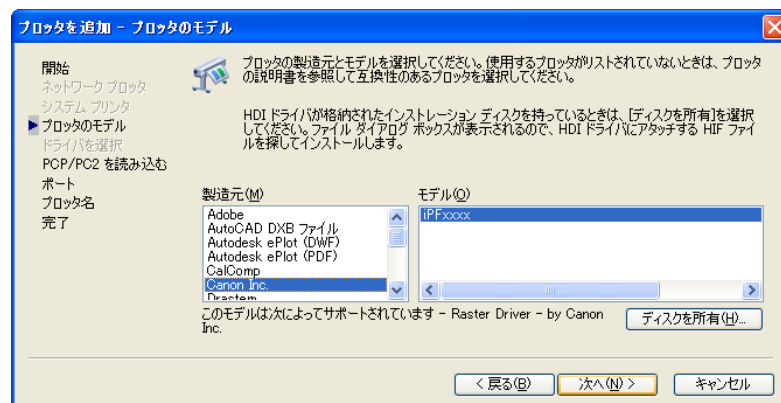 プロッタを追加 - プロッタのモデル
開始
ネットワーク プロッタ
システム プリンタ
プロッタのモデル
ドライバを選択
PCP/PC2 を読み込む
ポート
プロッタ名
完了
プロッタの製造元とモデルを選択してください。使用するプロッタがリストされていないときは、プロッタ
の説明書を参照して互換性のあるプロッタを選択してください。
HDI ドライバが格納されたインストレーション ディスクを持っているときは、[ディスクを所有]を選択
してください。ファイル ダイアログ ボックスが表示されるので、HDI ドライバにアタッチする HIF ファイ
ルを探してインストールします。
製造元(M)
Adobe
AutoCAD DXB ファイル
Autodesk ePlot (DWF)
Autodesk ePlot (PDF)
CalComp
Canon Inc.
Drastem
モデル(O)
iPFxxxx
このモデルは次によってサポートされています - Raster Driver - by Canon
Inc.
ディスクを所有(H)...
< 戻る(B)
次へ(N) >
キャンセル